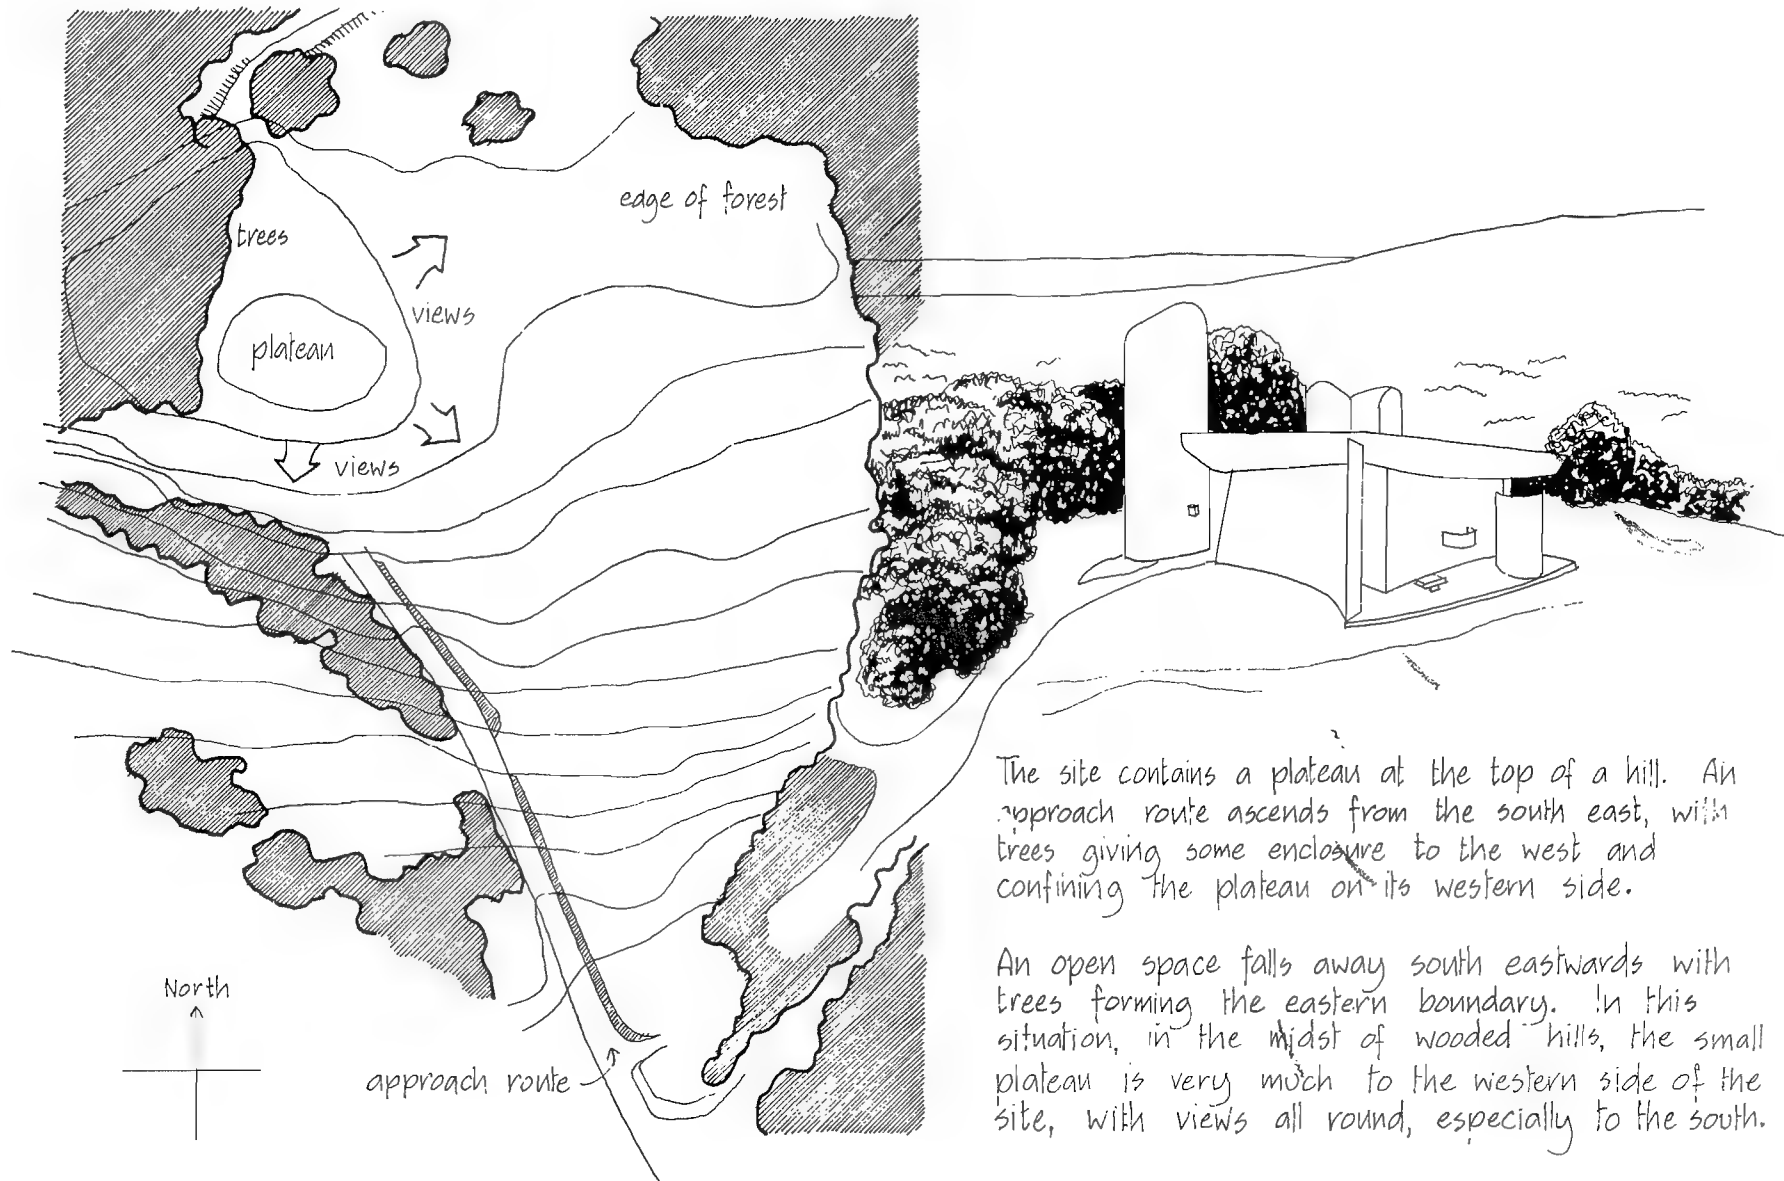 edge of forest
trees
views
plateau
views
North
approach route
The site contains a plateau at the top of a hill. An
approach route ascends from the south east, with
trees giving some enclosure to the west and
confining the plateau on its western side.
An open space falls away south eastwards with
trees forming the eastern boundary. In this
situation, in the midst of wooded hills, the small
plateau is very much to the western side of the
site, with views all round, especially to the south.